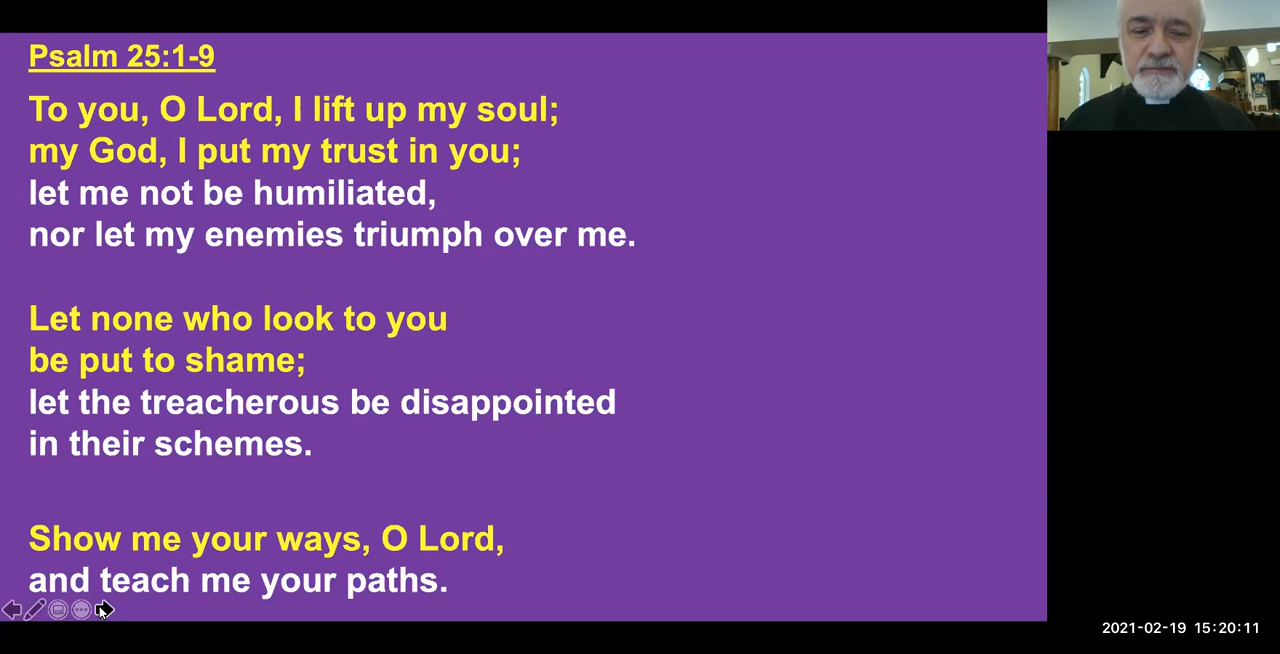 Psalm 25:1-9
To you, O Lord, I lift up my soul;
my God, I put my trust in you;
let me not be humiliated,
nor let my enemies triumph over me.
Let none who look to you
be put to shame;
let the treacherous be disappointed
in their schemes.
Show me your ways, O Lord,
and teach me your paths.
2021-02-19 15:20:11